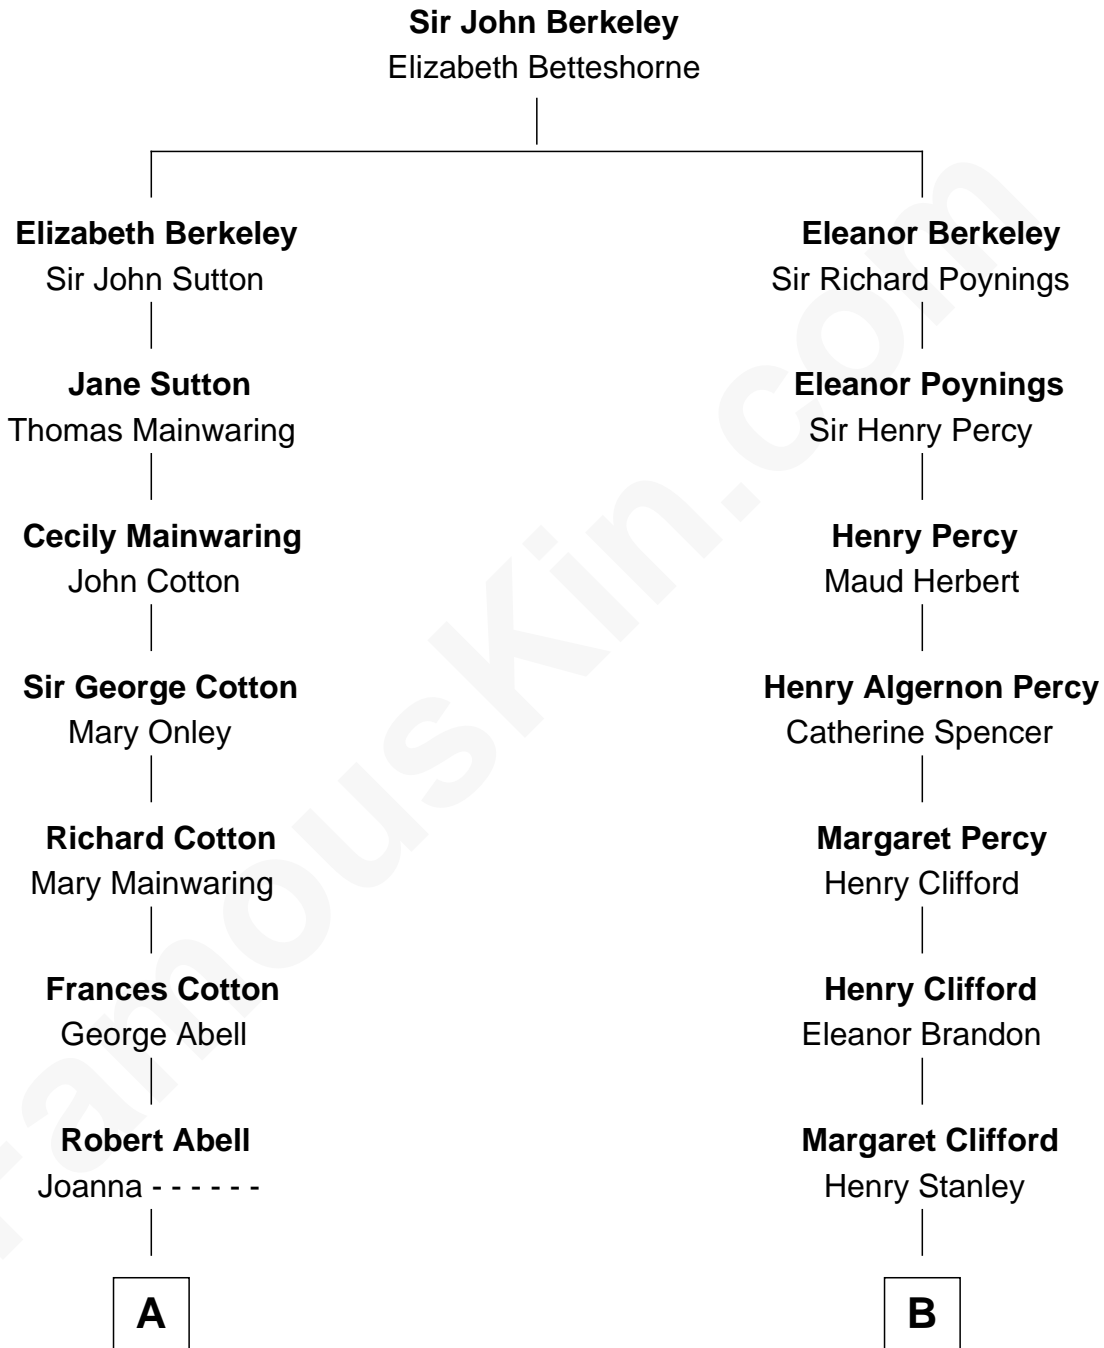 Sir John Berkeley
Elizabeth Betteshorne
Elizabeth Berkeley
Sir John Sutton
Jane Sutton
Thomas Mainwaring
Cecily Mainwaring
John Cotton
Sir George Cotton
Mary Onley
Richard Cotton
Mary Mainwaring
Frances Cotton
George Abell
Robert Abell
Joanna - - - - - -
A
Eleanor Berkeley
Sir Richard Poynings
Eleanor Poynings
Sir Henry Percy
Henry Percy
Maud Herbert
Henry Algernon Percy
Catherine Spencer
Margaret Percy
Henry Clifford
Henry Clifford
Eleanor Brandon
Margaret Clifford
Henry Stanley
B
FamousKin.com